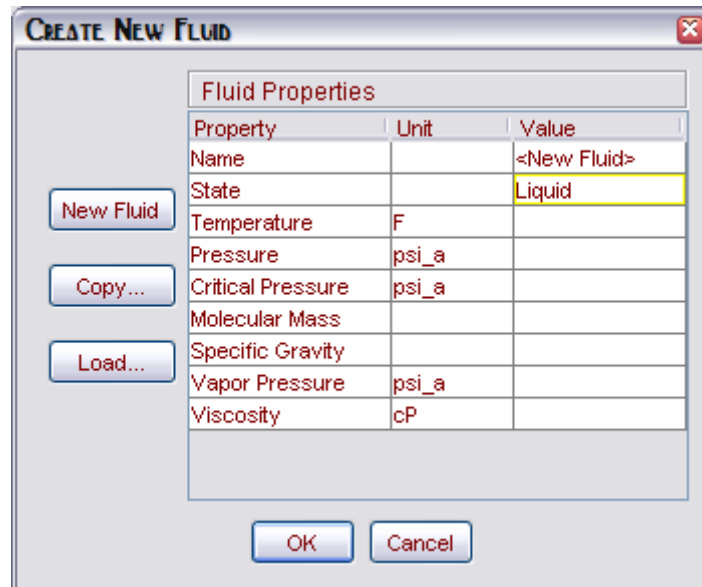 CREATE NEW FLUID
Fluid Properties
Property Unit Value
Name <New Fluid>
State Liquid
Temperature F
Pressure psi_a
Critical Pressure psi_a
Molecular Mass
Specific Gravity
Vapor Pressure psi_a
Viscosity cP
New Fluid
Copy...
Load...
OK Cancel